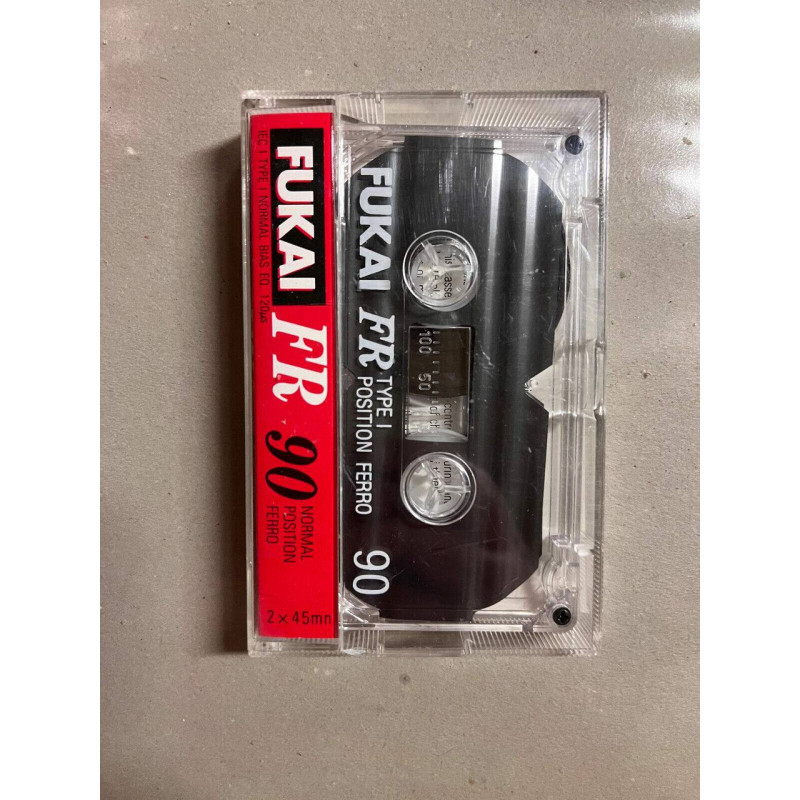 FUKAI FR 90
IEC I TYPE I NORMAL BIAS EQ. 120µs
NORMAL
POSITION
FERRO
2 × 45mn
FUKAI FR
TYPE I
POSITION FERRO
90
100 50